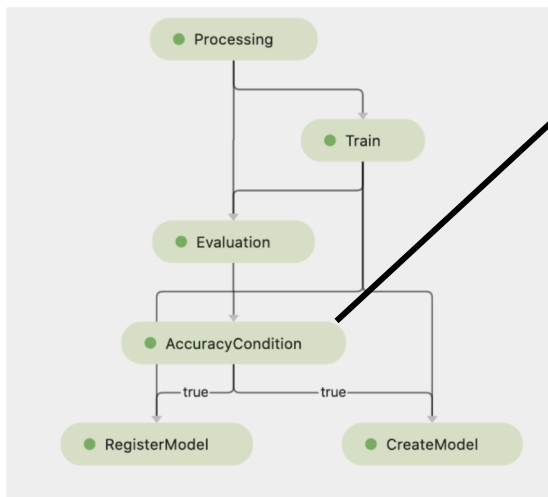 Processing
Train
Evaluation
AccuracyCondition
true true
RegisterModel CreateModel